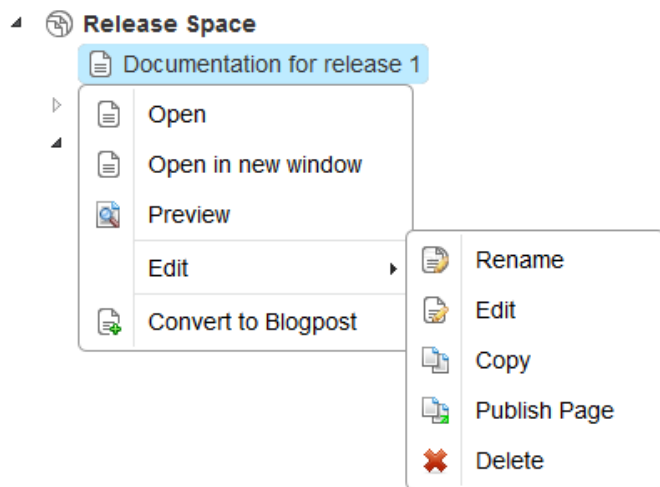 Release Space
Documentation for release 1
Open
Open in new window
Preview
Edit
Convert to Blogpost
Rename
Edit
Copy
Publish Page
Delete